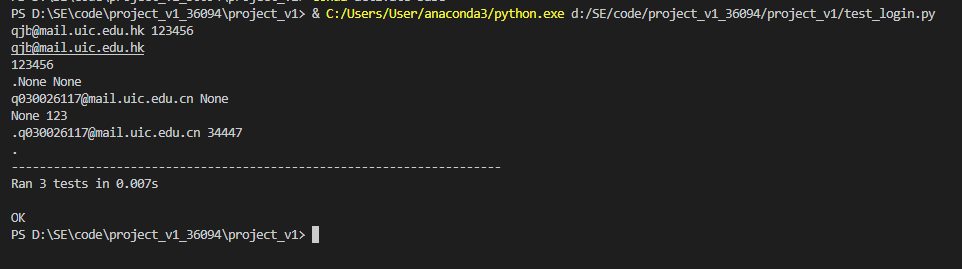 PS D:\SE\code\project_v1_36094\project_v1> & C:/Users/User/anaconda3/python.exe d:/SE/code/project_v1_36094/project_v1/test_login.py
qjb@mail.uic.edu.hk 123456
qjb@mail.uic.edu.hk
123456
.None None
q030026117@mail.uic.edu.cn None
None 123
.q030026117@mail.uic.edu.cn 34447
.
----------------------------------------------------------------------
Ran 3 tests in 0.007s
OK
PS D:\SE\code\project_v1_36094\project_v1>